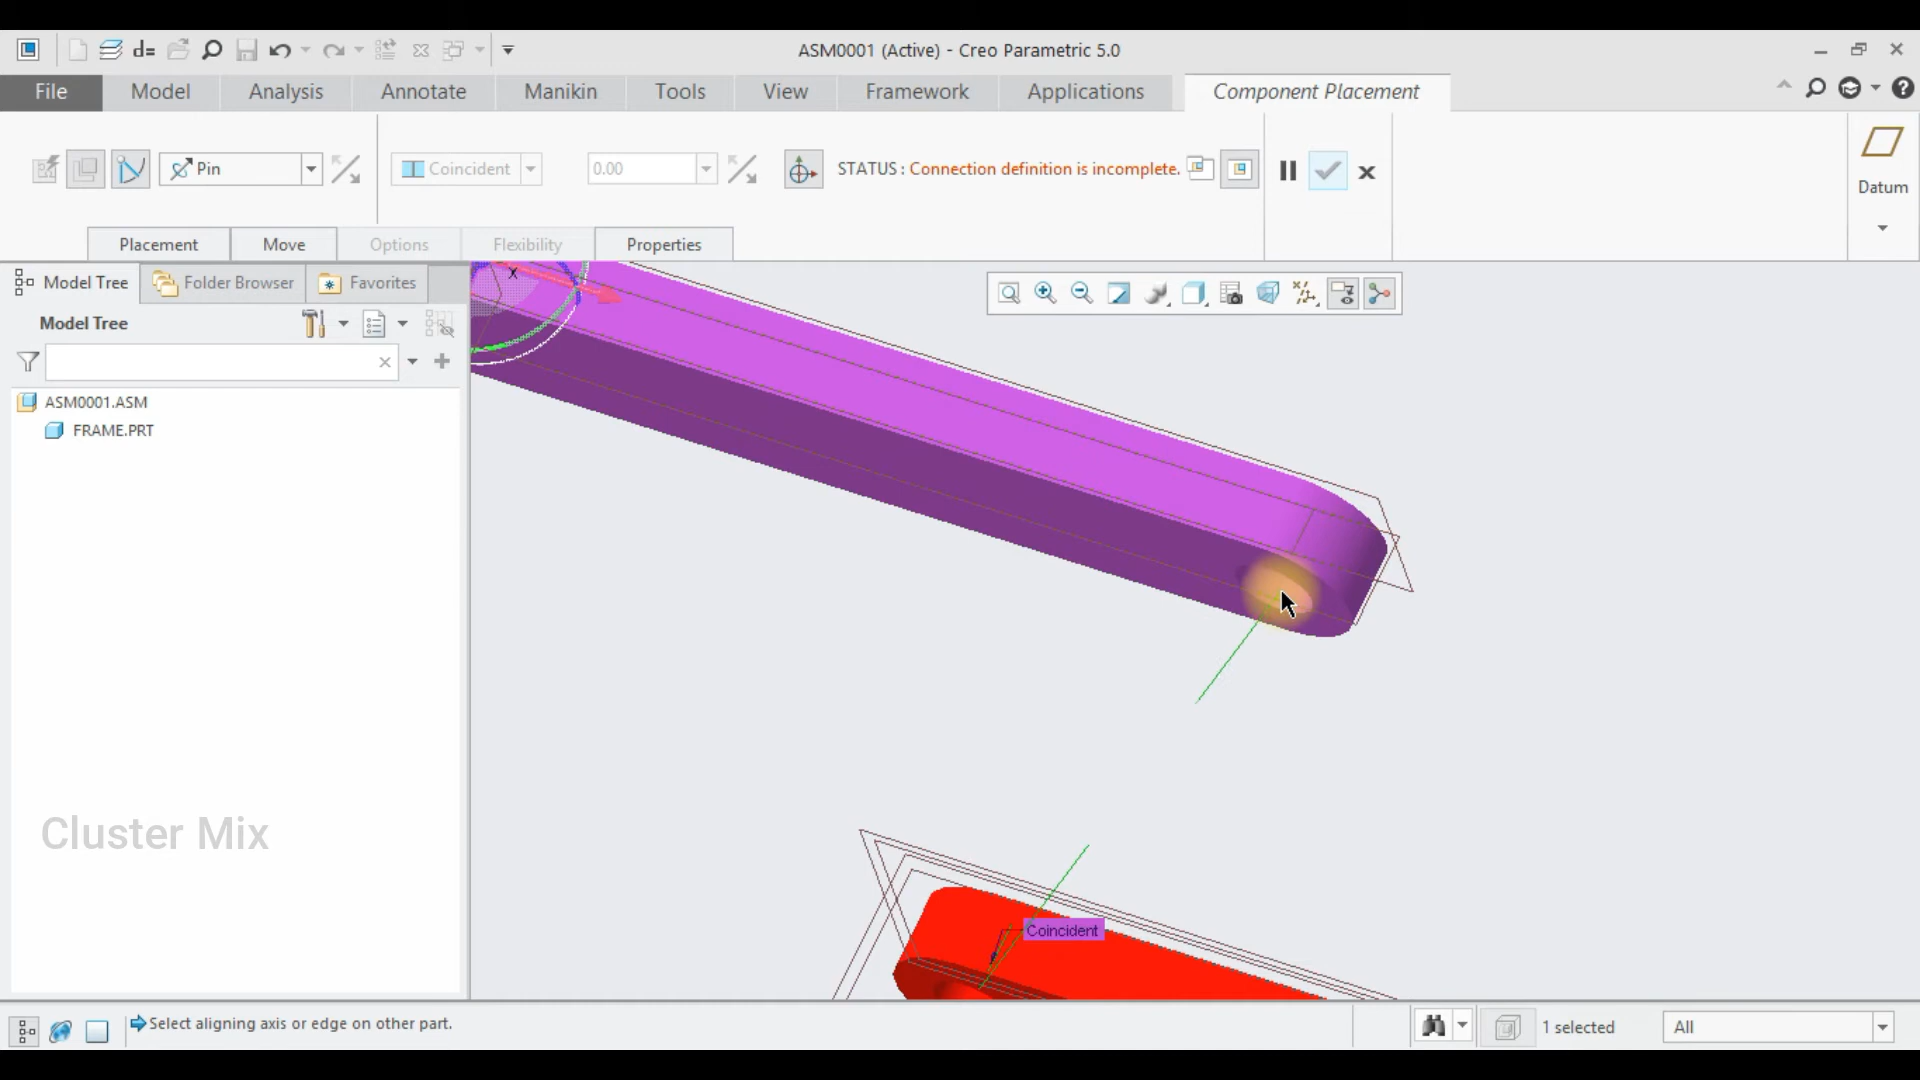 d=
ASM0001 (Active) - Creo Parametric 5.0
File Model Analysis Annotate Manikin Tools View Framework Applications Component Placement
Pin Coincident 0.00 STATUS : Connection definition is incomplete.
Datum
Placement Move Options Flexibility Properties
Model Tree Folder Browser Favorites
Model Tree
ASM0001.ASM
FRAME.PRT
x
Coincident
Cluster Mix
Select aligning axis or edge on other part.
1 selected All